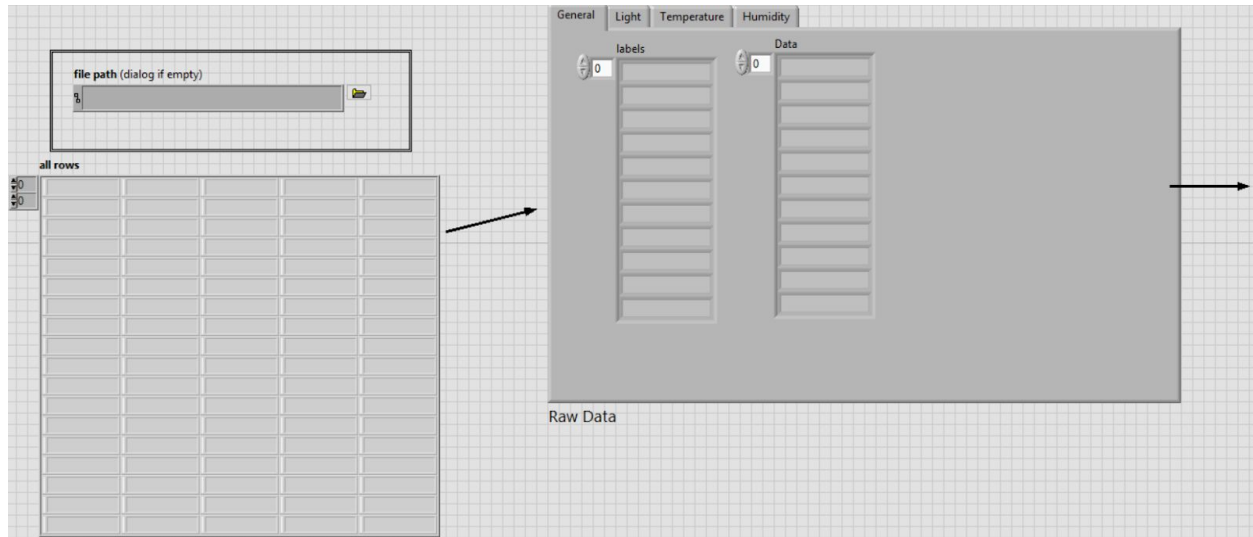 General Light Temperature Humidity
file path (dialog if empty)
labels
0
Data
0
all rows
0
0
Raw Data